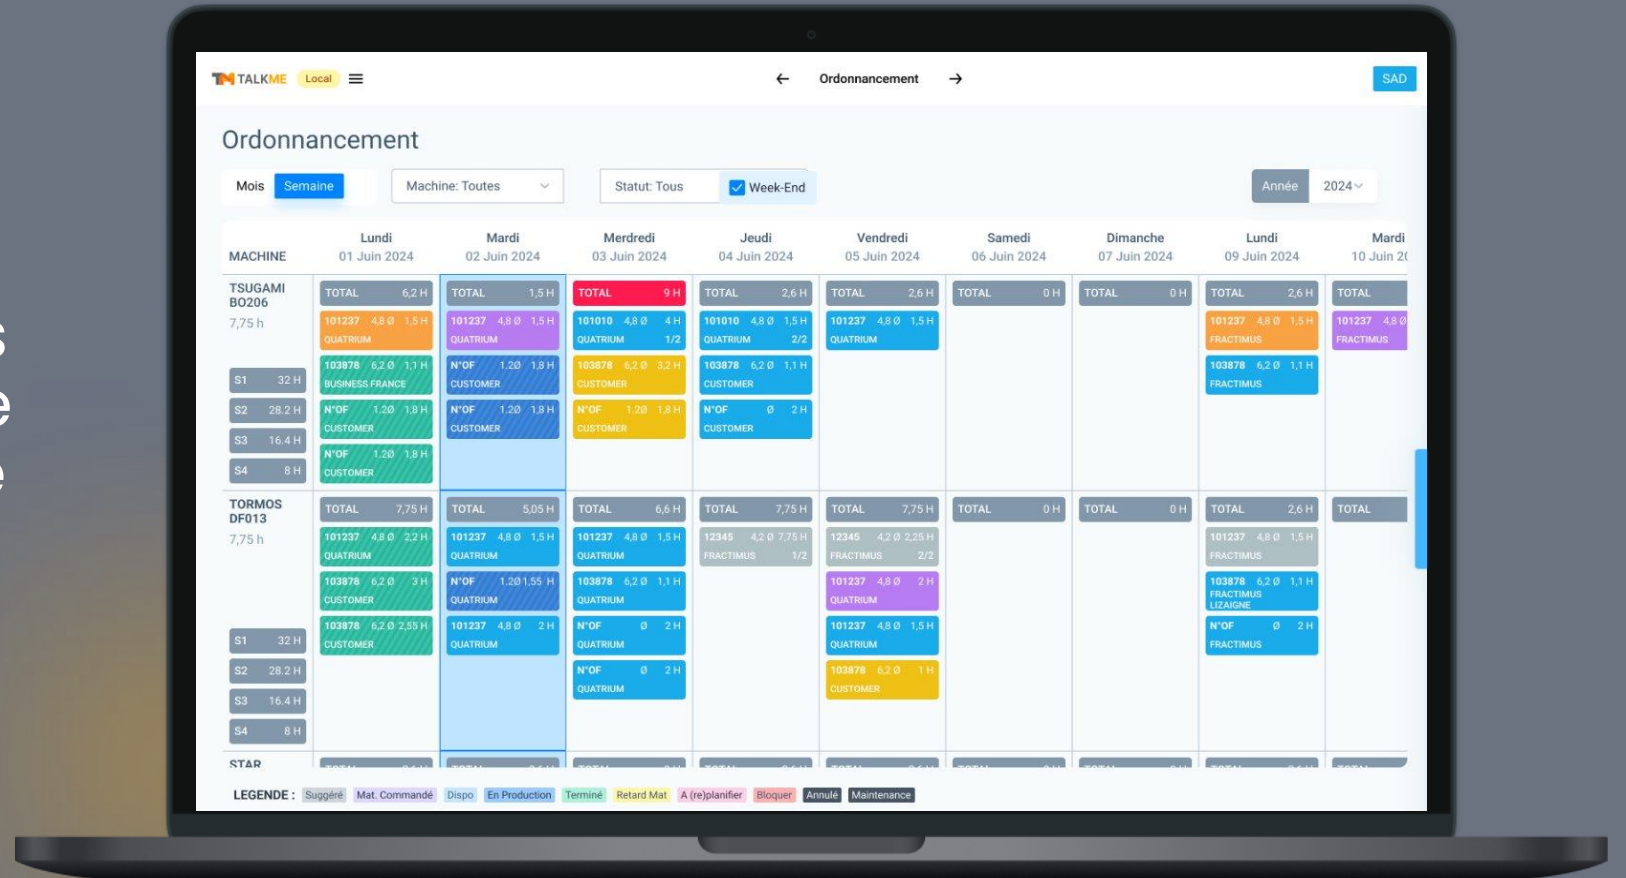 s
e
e
TM TALKME Local
← Ordonnancement →
SAD
Ordonnancement
Mois Semaine
Machine: Toutes
Statut: Tous
Week-End
Année 2024
MACHINE
Lundi 01 Juin 2024
Mardi 02 Juin 2024
Merdredi 03 Juin 2024
Jeudi 04 Juin 2024
Vendredi 05 Juin 2024
Samedi 06 Juin 2024
Dimanche 07 Juin 2024
Lundi 09 Juin 2024
Mardi 10 Juin 20
TSUGAMI
BO206
7,75 h
S1 32 H
S2 28.2 H
S3 16.4 H
S4 8 H
TOTAL 6,2 H
101237 4,8 Ø 1,5 H
QUATRIUM
103878 6,2 Ø 1,1 H
BUSINESS FRANCE
N°OF 1.2Ø 1,8 H
CUSTOMER
N°OF 1.2Ø 1,8 H
CUSTOMER
TOTAL 1,5 H
101237 4,8 Ø 1,5 H
QUATRIUM
N°OF 1.2Ø 1,8 H
CUSTOMER
N°OF 1.2Ø 1,8 H
CUSTOMER
TOTAL 9 H
101010 4,8 Ø 4 H
QUATRIUM 1/2
103878 6,2 Ø 3,2 H
CUSTOMER
N°OF 1.2Ø 1,8 H
CUSTOMER
TOTAL 2,6 H
101010 4,8 Ø 1,5 H
QUATRIUM 2/2
103878 6,2 Ø 1,1 H
CUSTOMER
N°OF Ø 2 H
CUSTOMER
TOTAL 2,6 H
101237 4,8 Ø 1,5 H
QUATRIUM
TOTAL 0 H
TOTAL 0 H
TOTAL 2,6 H
101237 4,8 Ø 1,5 H
FRACTIMUS
103878 6,2 Ø 1,1 H
FRACTIMUS
TOTAL
101237 4,8 Ø
FRACTIMUS
TORMOS
DF013
7,75 h
S1 32 H
S2 28.2 H
S3 16.4 H
S4 8 H
TOTAL 7,75 H
101237 4,8 Ø 2,2 H
QUATRIUM
103878 6,2 Ø 3 H
CUSTOMER
103878 6,2 Ø 2,55 H
CUSTOMER
TOTAL 5,05 H
101237 4,8 Ø 1,5 H
QUATRIUM
N°OF 1.2Ø 1,55 H
QUATRIUM
101237 4,8 Ø 2 H
QUATRIUM
TOTAL 6,6 H
101237 4,8 Ø 1,5 H
QUATRIUM
103878 6,2 Ø 1,1 H
QUATRIUM
N°OF Ø 2 H
QUATRIUM
N°OF Ø 2 H
QUATRIUM
TOTAL 7,75 H
12345 4,2 Ø 7,75 H
FRACTIMUS 1/2
TOTAL 7,75 H
12345 4,2 Ø 2,25 H
FRACTIMUS 2/2
101237 4,8 Ø 2 H
QUATRIUM
101237 4,8 Ø 1,5 H
QUATRIUM
103878 6,2 Ø 1 H
CUSTOMER
TOTAL 0 H
TOTAL 0 H
TOTAL 2,6 H
101237 4,8 Ø 1,5 H
FRACTIMUS
103878 6,2 Ø 1,1 H
FRACTIMUS
LIZAIGNE
N°OF Ø 2 H
FRACTIMUS
TOTAL
STAR
LEGENDE : Suggéré Mat. Commandé Dispo En Production Terminé Retard Mat A (re)planifier Bloquer Annulé Maintenance